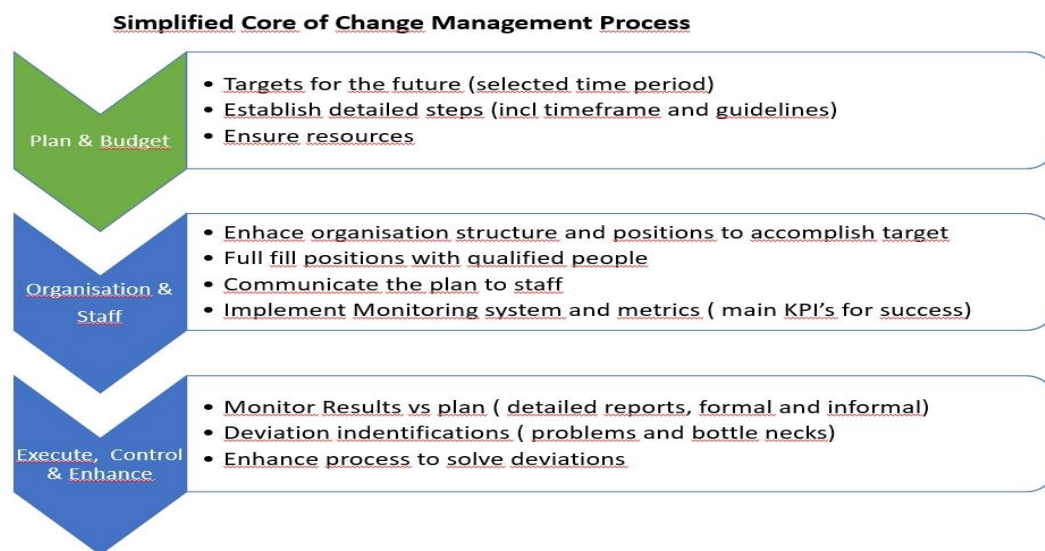 Simplified Core of Change Management Process
Plan & Budget
• Targets for the future (selected time period)
• Establish detailed steps (incl timeframe and guidelines)
• Ensure resources
Organisation &
Staff
• Enhace organisation structure and positions to accomplish target
• Full fill positions with qualified people
• Communicate the plan to staff
• Implement Monitoring system and metrics ( main KPI’s for success)
Execute, Control
& Enhance
• Monitor Results vs plan ( detailed reports, formal and informal)
• Deviation indentifications ( problems and bottle necks)
• Enhance process to solve deviations